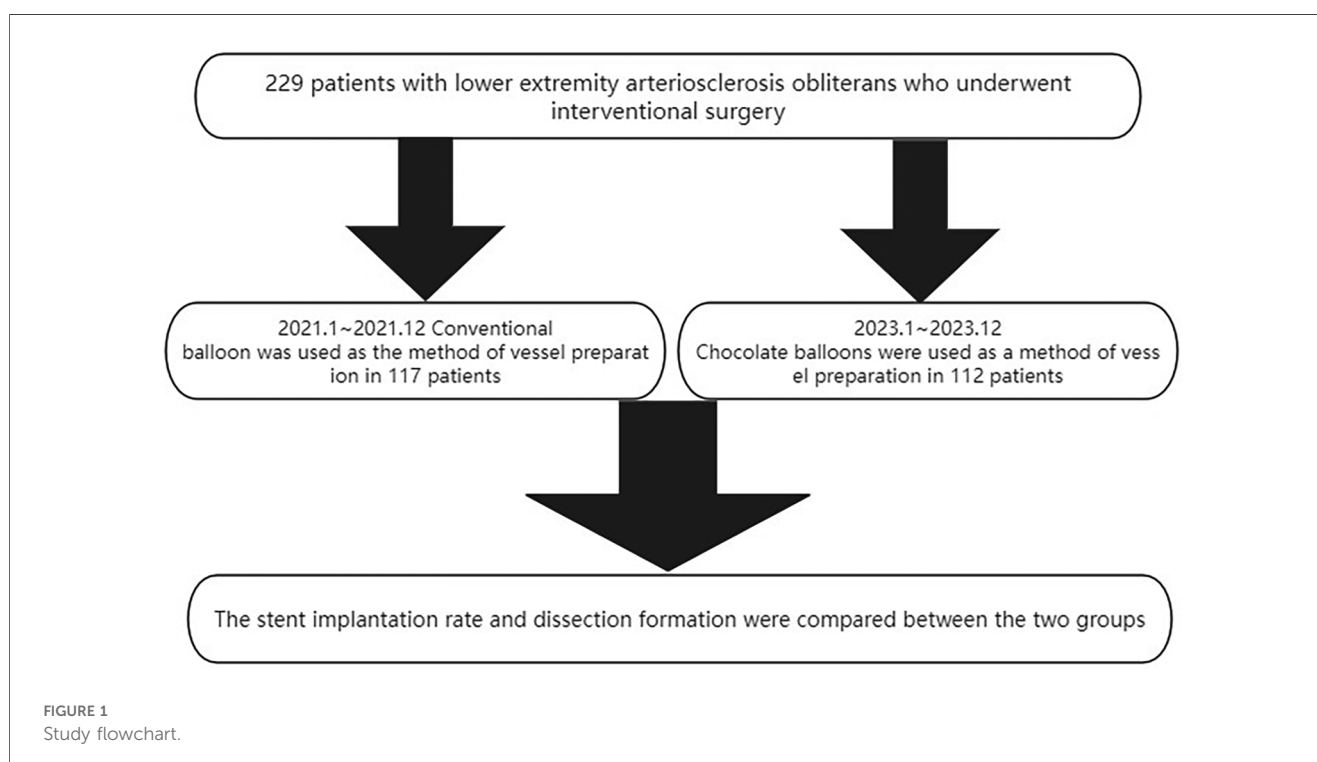 229 patients with lower extremity arteriosclerosis obliterans who underwent
interventional surgery
2021.1~2021.12 Conventional
balloon was used as the method of vessel preparat
ion in 117 patients
2023.1~2023.12
Chocolate balloons were used as a method of vess
el preparation in 112 patients
The stent implantation rate and dissection formation were compared between the two groups
FIGURE 1
Study flowchart.